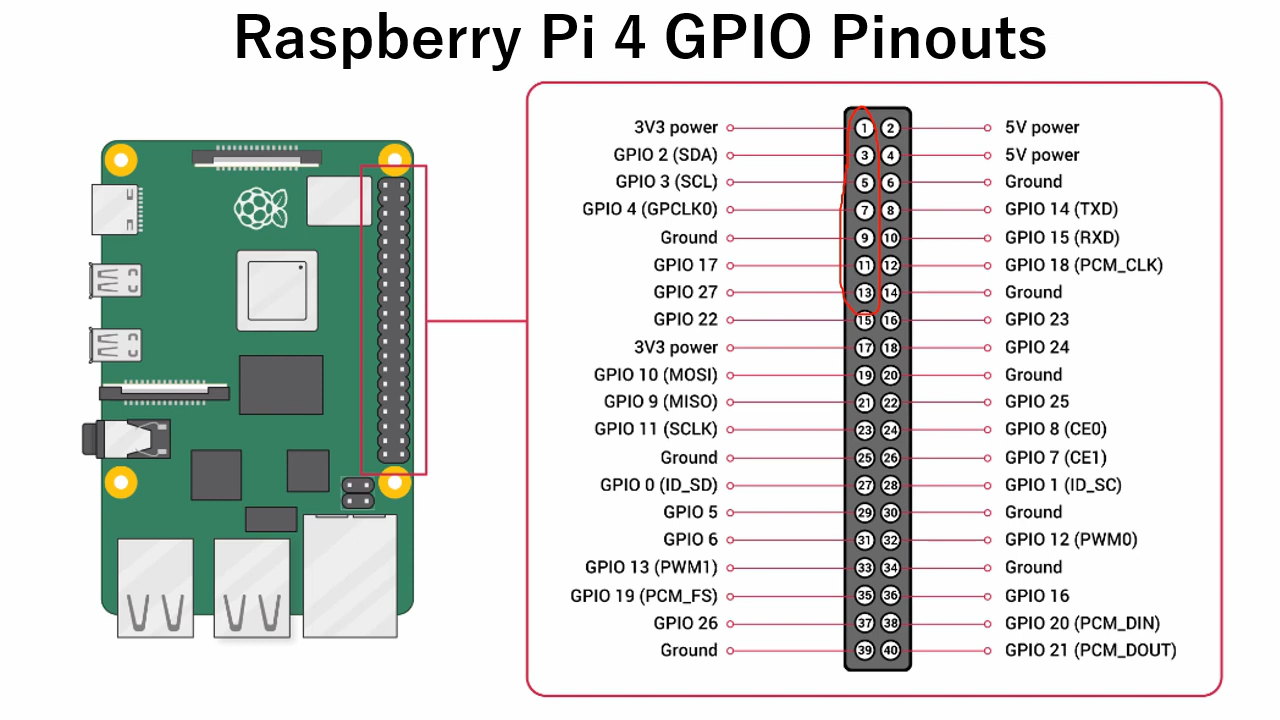 Raspberry Pi 4 GPIO Pinouts
3V3 power 1 2 5V power
GPIO 2 (SDA) 3 4 5V power
GPIO 3 (SCL) 5 6 Ground
GPIO 4 (GPCLK0) 7 8 GPIO 14 (TXD)
Ground 9 10 GPIO 15 (RXD)
GPIO 17 11 12 GPIO 18 (PCM_CLK)
GPIO 27 13 14 Ground
GPIO 22 15 16 GPIO 23
3V3 power 17 18 GPIO 24
GPIO 10 (MOSI) 19 20 Ground
GPIO 9 (MISO) 21 22 GPIO 25
GPIO 11 (SCLK) 23 24 GPIO 8 (CE0)
Ground 25 26 GPIO 7 (CE1)
GPIO 0 (ID_SD) 27 28 GPIO 1 (ID_SC)
GPIO 5 29 30 Ground
GPIO 6 31 32 GPIO 12 (PWM0)
GPIO 13 (PWM1) 33 34 Ground
GPIO 19 (PCM_FS) 35 36 GPIO 16
GPIO 26 37 38 GPIO 20 (PCM_DIN)
Ground 39 40 GPIO 21 (PCM_DOUT)